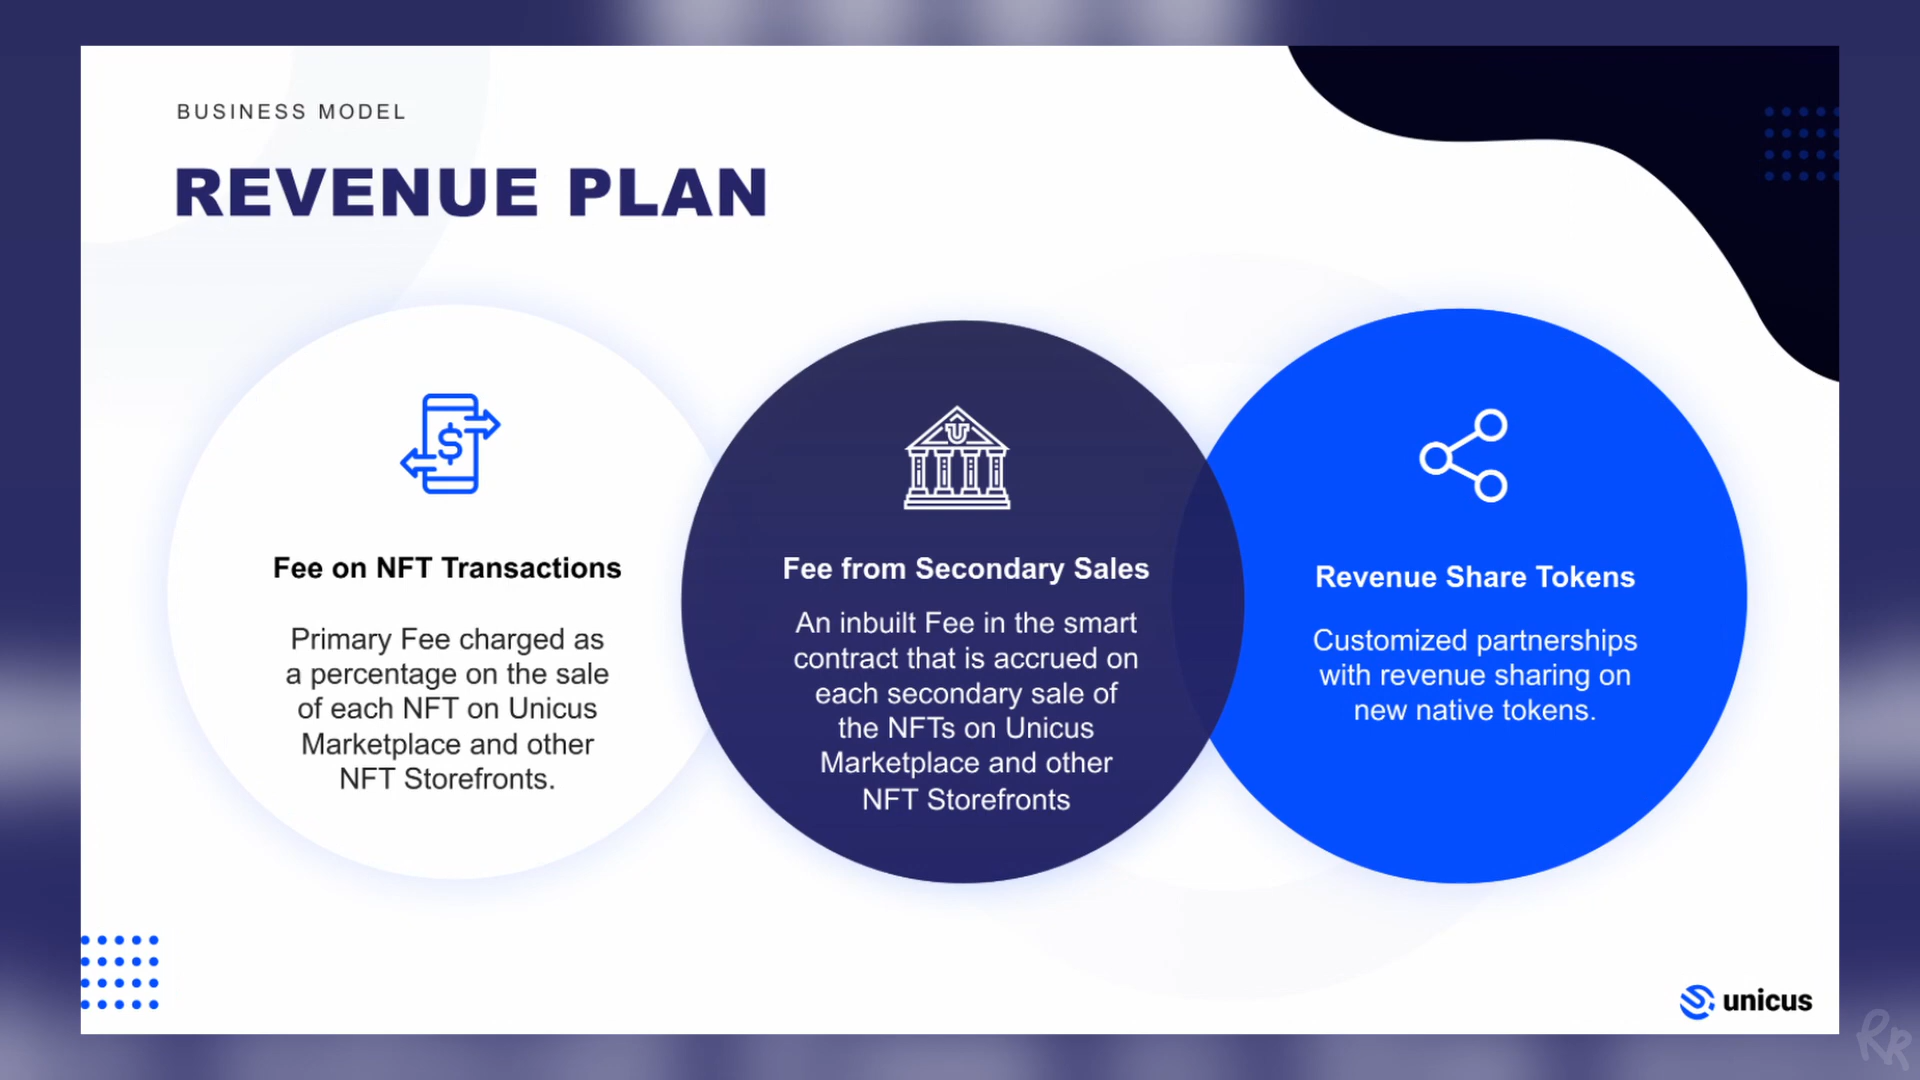 BUSINESS MODEL
REVENUE PLAN
$
Fee on NFT Transactions
Primary Fee charged as
a percentage on the sale
of each NFT on Unicus
Marketplace and other
NFT Storefronts.
U
Fee from Secondary Sales
An inbuilt Fee in the smart
contract that is accrued on
each secondary sale of
the NFTs on Unicus
Marketplace and other
NFT Storefronts
Revenue Share Tokens
Customized partnerships
with revenue sharing on
new native tokens.
unicus
RR